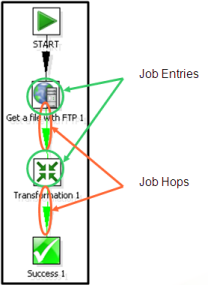 START
Job Entries
Get a file with FTP 1
Job Hops
Transformation 1
Success 1